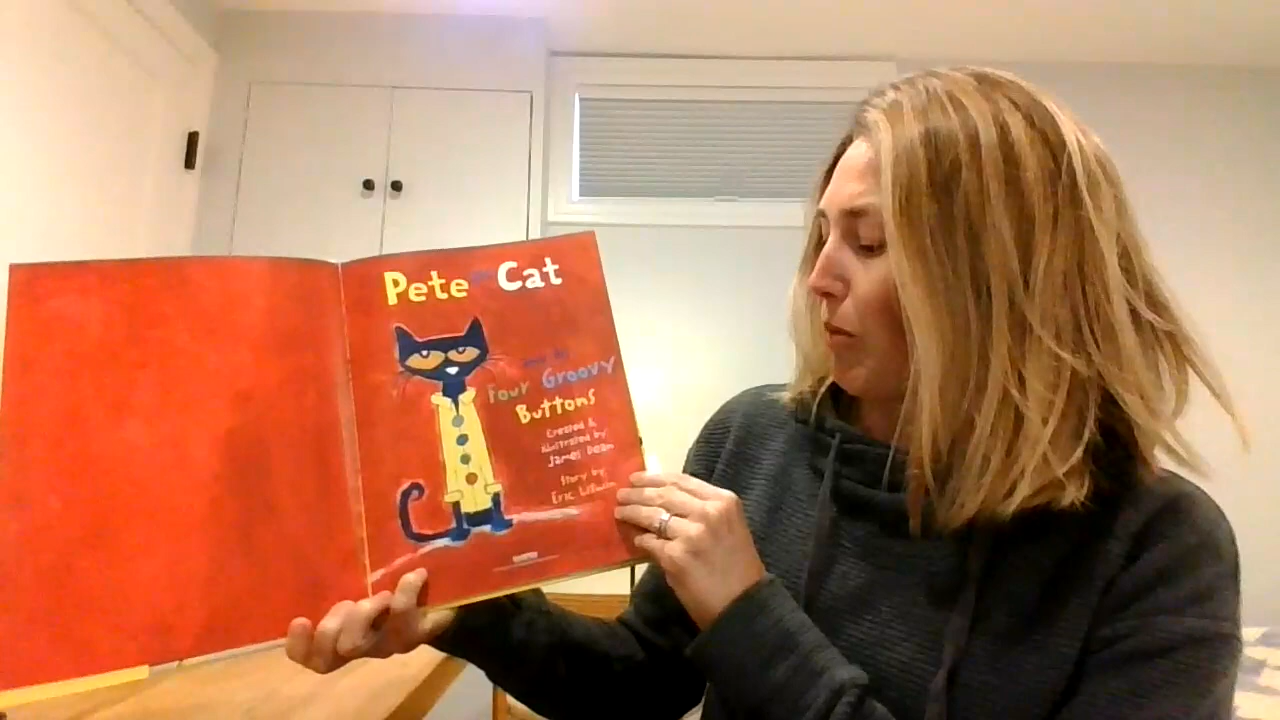 Pete the Cat
and his
Four Groovy
Buttons
Created &
illustrated by
James Dean
Story by
Eric Litwin